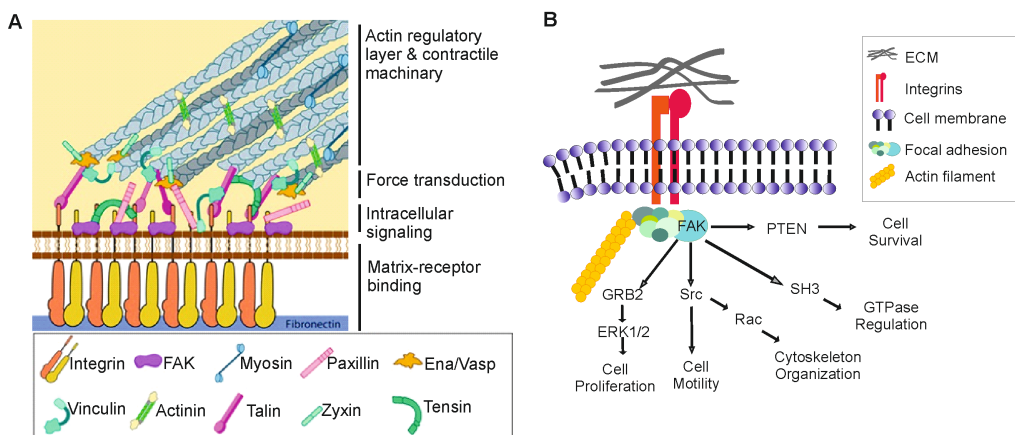 A
Actin regulatory
layer & contractile
machinary
Force transduction
Intracellular
signaling
Matrix-receptor
binding
Fibronectin
Integrin
FAK
Myosin
Paxillin
Ena/Vasp
Vinculin
Actinin
Talin
Zyxin
Tensin
B
ECM
Integrins
Cell membrane
Focal adhesion
Actin filament
FAK
PTEN
Cell
Survival
GRB2
Src
SH3
ERK1/2
Rac
GTPase
Regulation
Cell
Proliferation
Cell
Motility
Cytoskeleton
Organization